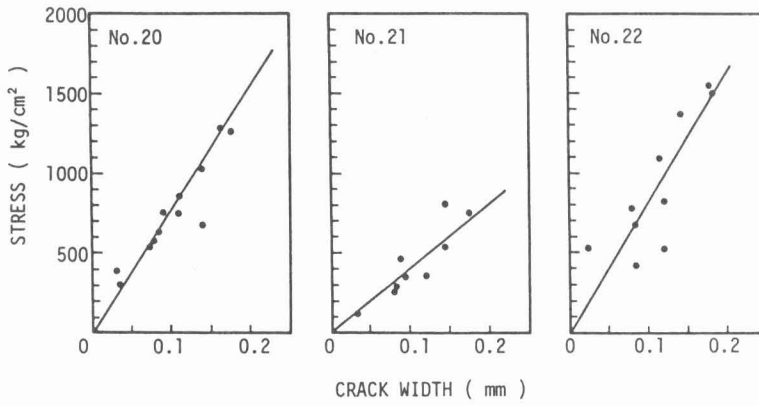 2000
1500
1000
500
STRESS ( kg/cm² )
No.20
No.21
No.22
0 0.1 0.2
0 0.1 0.2
0 0.1 0.2
CRACK WIDTH ( mm )